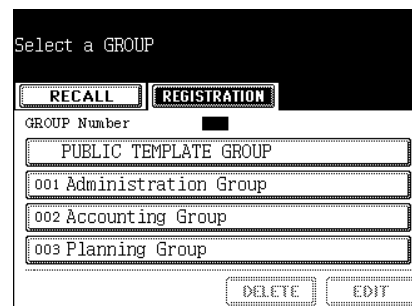 Select a GROUP
RECALL REGISTRATION
GROUP Number
PUBLIC TEMPLATE GROUP
001 Administration Group
002 Accounting Group
003 Planning Group
DELETE EDIT